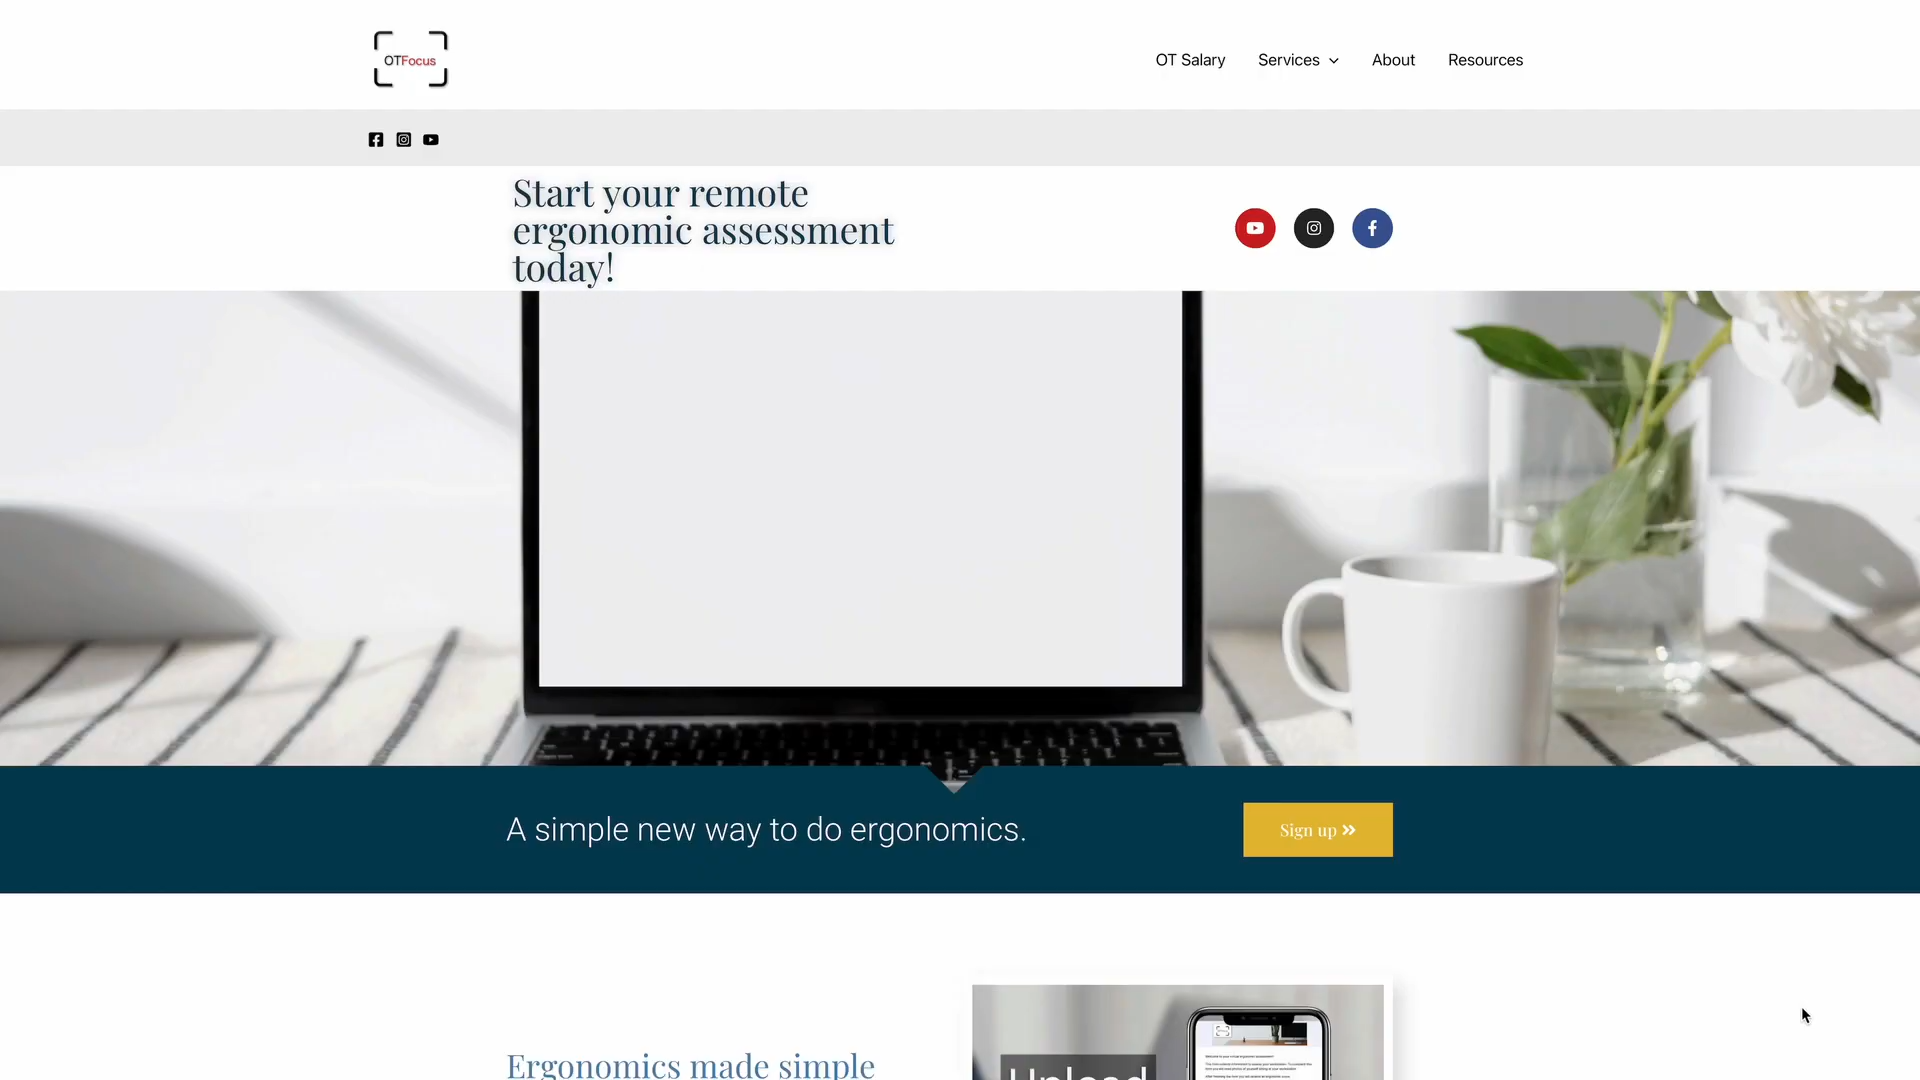 OTFocus
OT Salary
Services
About
Resources
Start your remote
ergonomic assessment
today!
A simple new way to do ergonomics.
Sign up
Ergonomics made simple
Upload